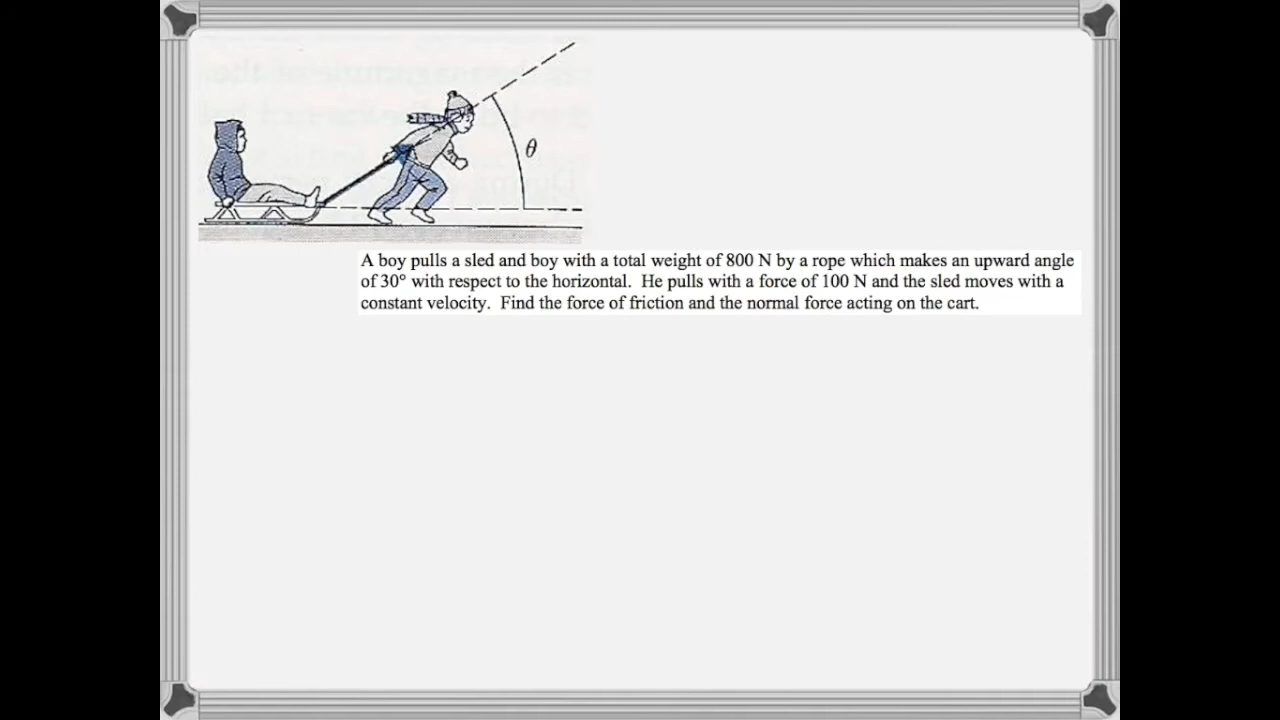 θ
A boy pulls a sled and boy with a total weight of 800 N by a rope which makes an upward angle
of 30° with respect to the horizontal.  He pulls with a force of 100 N and the sled moves with a
constant velocity.  Find the force of friction and the normal force acting on the cart.